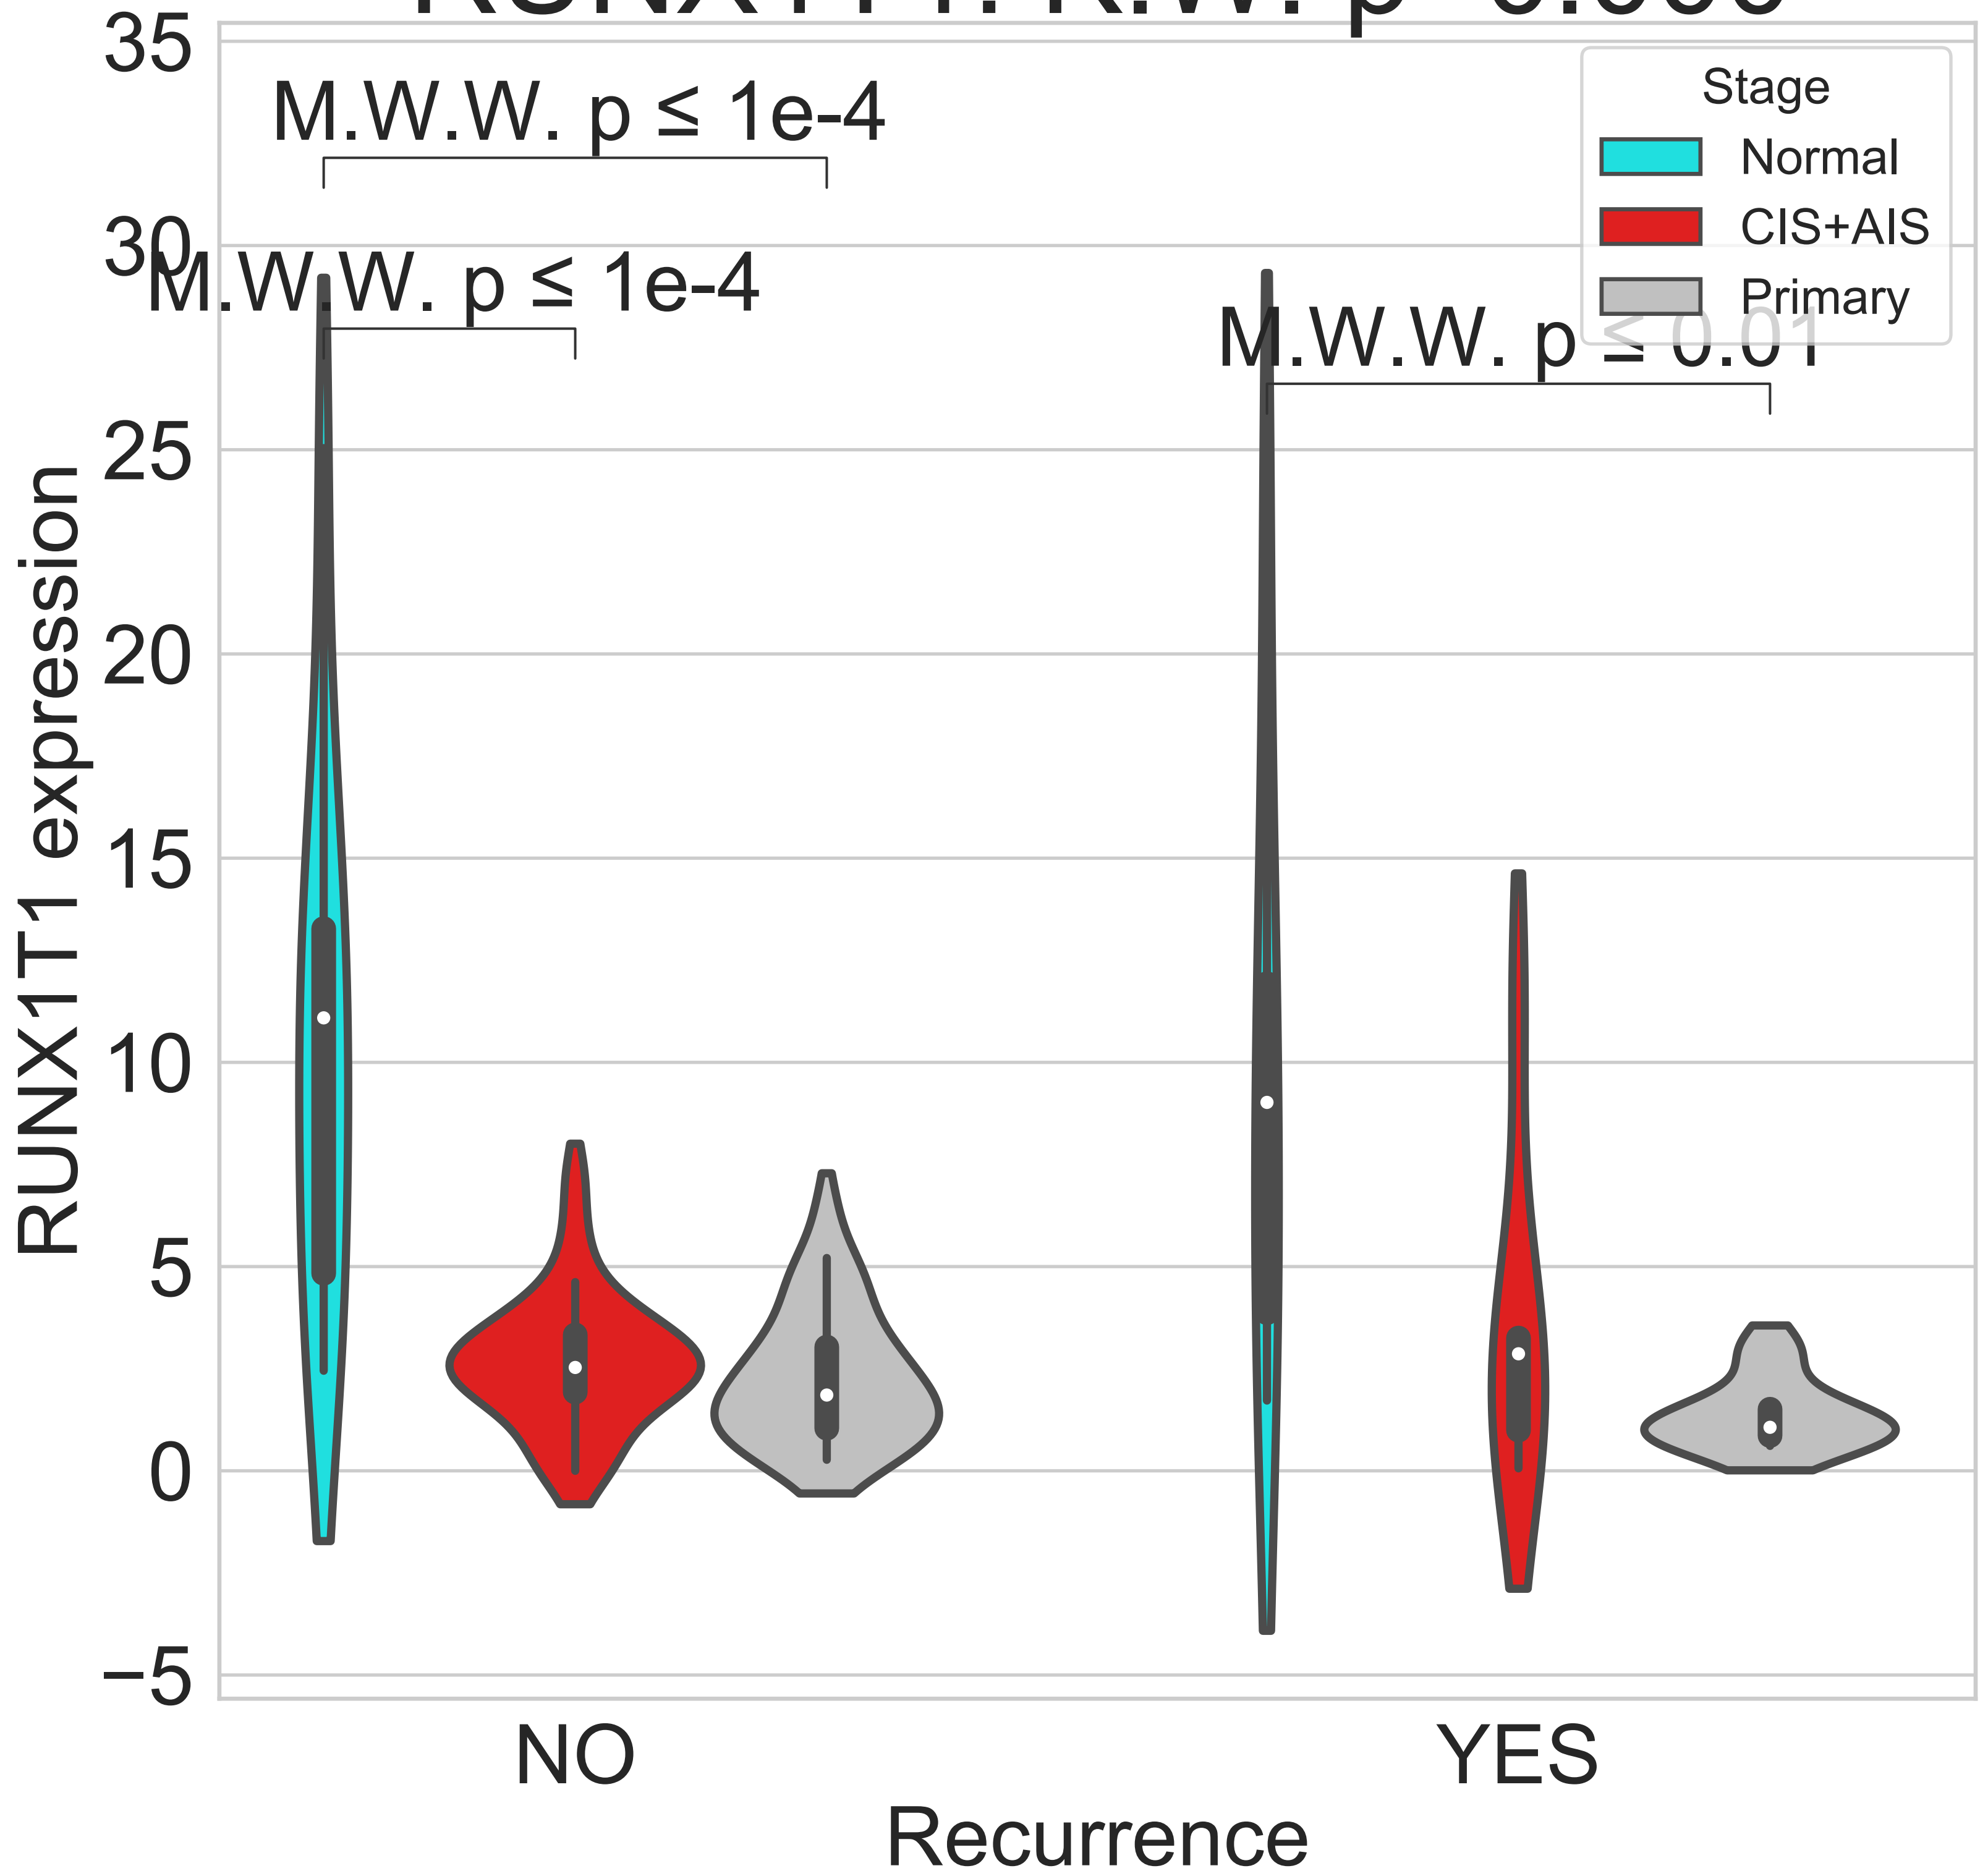 35
M.W.W. p ≤ 1e-4
30
M.W.W. p ≤ 1e-4
M.W.W. p ≤ 0.01
Stage
Normal
CIS+AIS
Primary
25
20
15
10
5
0
−5
RUNX1T1 expression
NO
YES
Recurrence